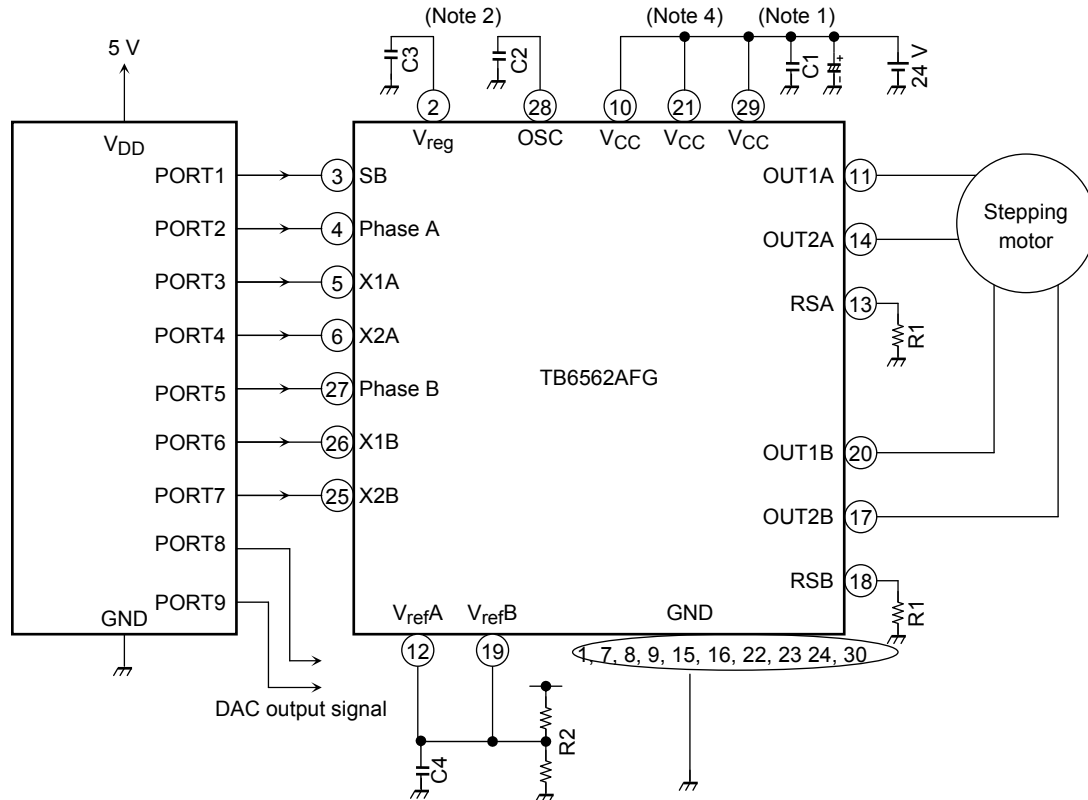 (Note 2)
(Note 4)
(Note 1)
5 V
C3
C2
C1
24 V
+
-
2
28
10
21
29
VDD
Vreg
OSC
VCC
VCC
VCC
PORT1
3
SB
OUT1A
11
PORT2
4
Phase A
OUT2A
14
Stepping
motor
PORT3
5
X1A
RSA
13
R1
PORT4
6
X2A
TB6562AFG
PORT5
27
Phase B
PORT6
26
X1B
OUT1B
20
PORT7
25
X2B
OUT2B
17
PORT8
RSB
18
R1
PORT9
GND
VrefA
VrefB
GND
12
19
1, 7, 8, 9, 15, 16, 22, 23 24, 30
DAC output signal
R2
C4